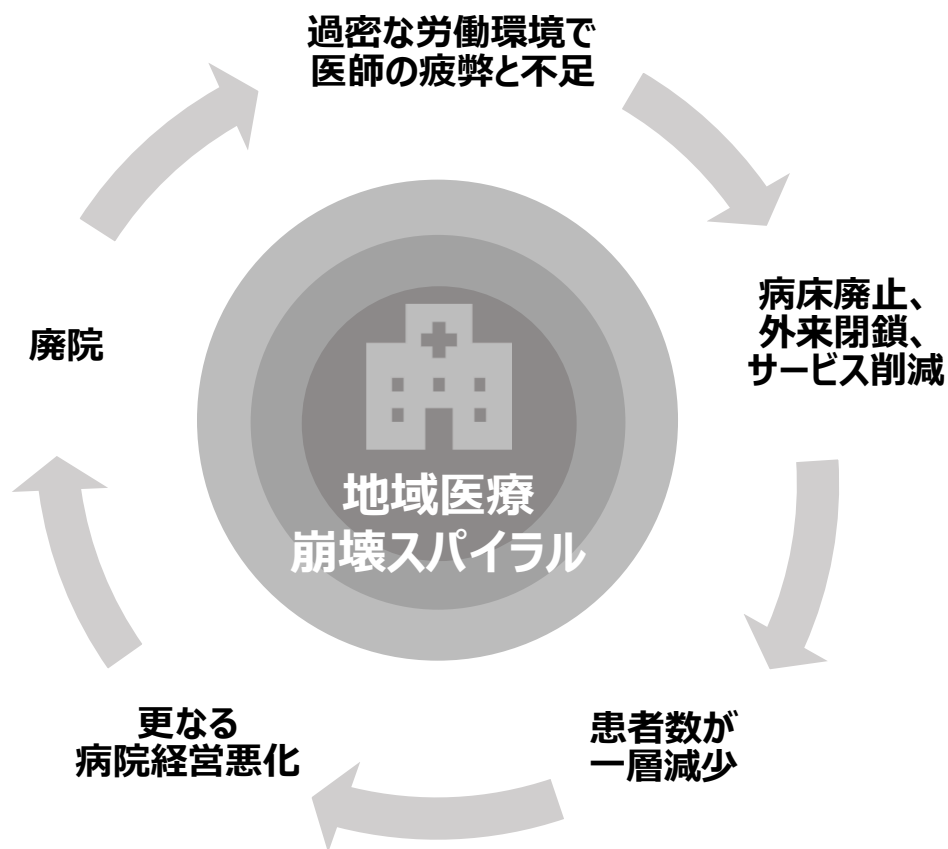 過密な労働環境で
医師の疲弊と不足
病床廃止、
外来閉鎖、
サービス削減
患者数が
一層減少
更なる
病院経営悪化
廃院
地域医療
崩壊スパイラル